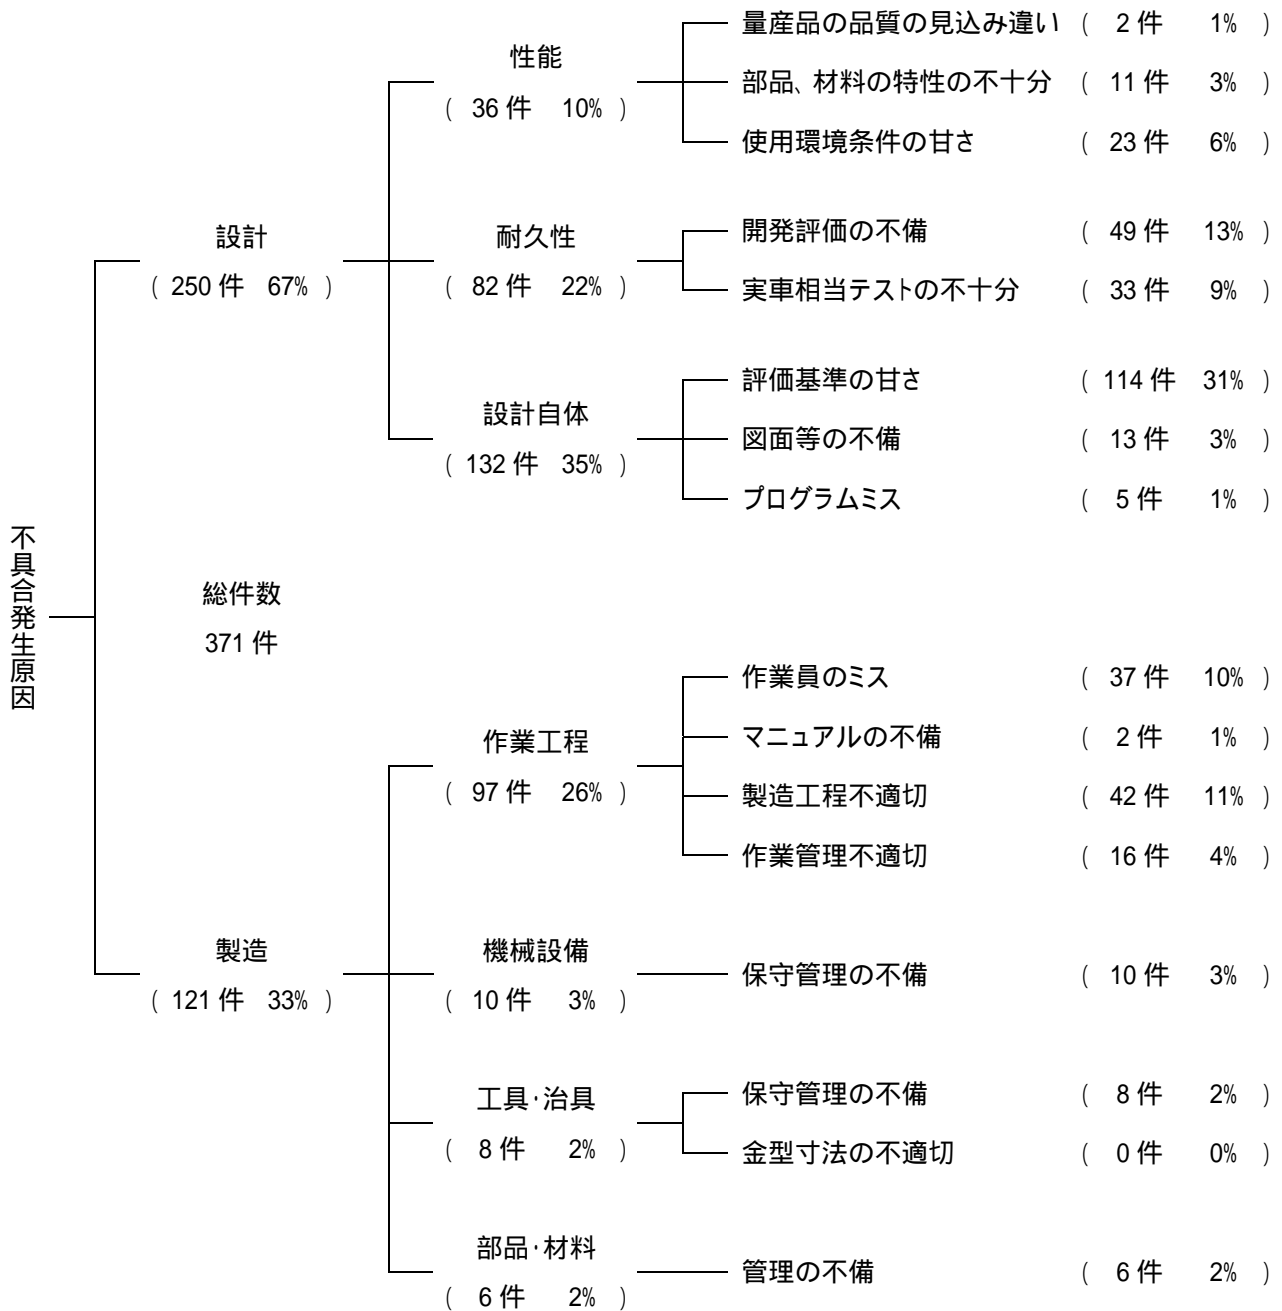 不具合発生原因
総件数
371 件
設計
( 250 件 67% )
性能
( 36 件 10% )
量産品の品質の見込み違い ( 2 件 1% )
部品、材料の特性の不十分 ( 11 件 3% )
使用環境条件の甘さ ( 23 件 6% )
耐久性
( 82 件 22% )
開発評価の不備 ( 49 件 13% )
実車相当テストの不十分 ( 33 件 9% )
設計自体
( 132 件 35% )
評価基準の甘さ ( 114 件 31% )
図面等の不備 ( 13 件 3% )
プログラムミス ( 5 件 1% )
製造
( 121 件 33% )
作業工程
( 97 件 26% )
作業員のミス ( 37 件 10% )
マニュアルの不備 ( 2 件 1% )
製造工程不適切 ( 42 件 11% )
作業管理不適切 ( 16 件 4% )
機械設備
( 10 件 3% )
保守管理の不備 ( 10 件 3% )
工具・治具
( 8 件 2% )
保守管理の不備 ( 8 件 2% )
金型寸法の不適切 ( 0 件 0% )
部品・材料
( 6 件 2% )
管理の不備 ( 6 件 2% )